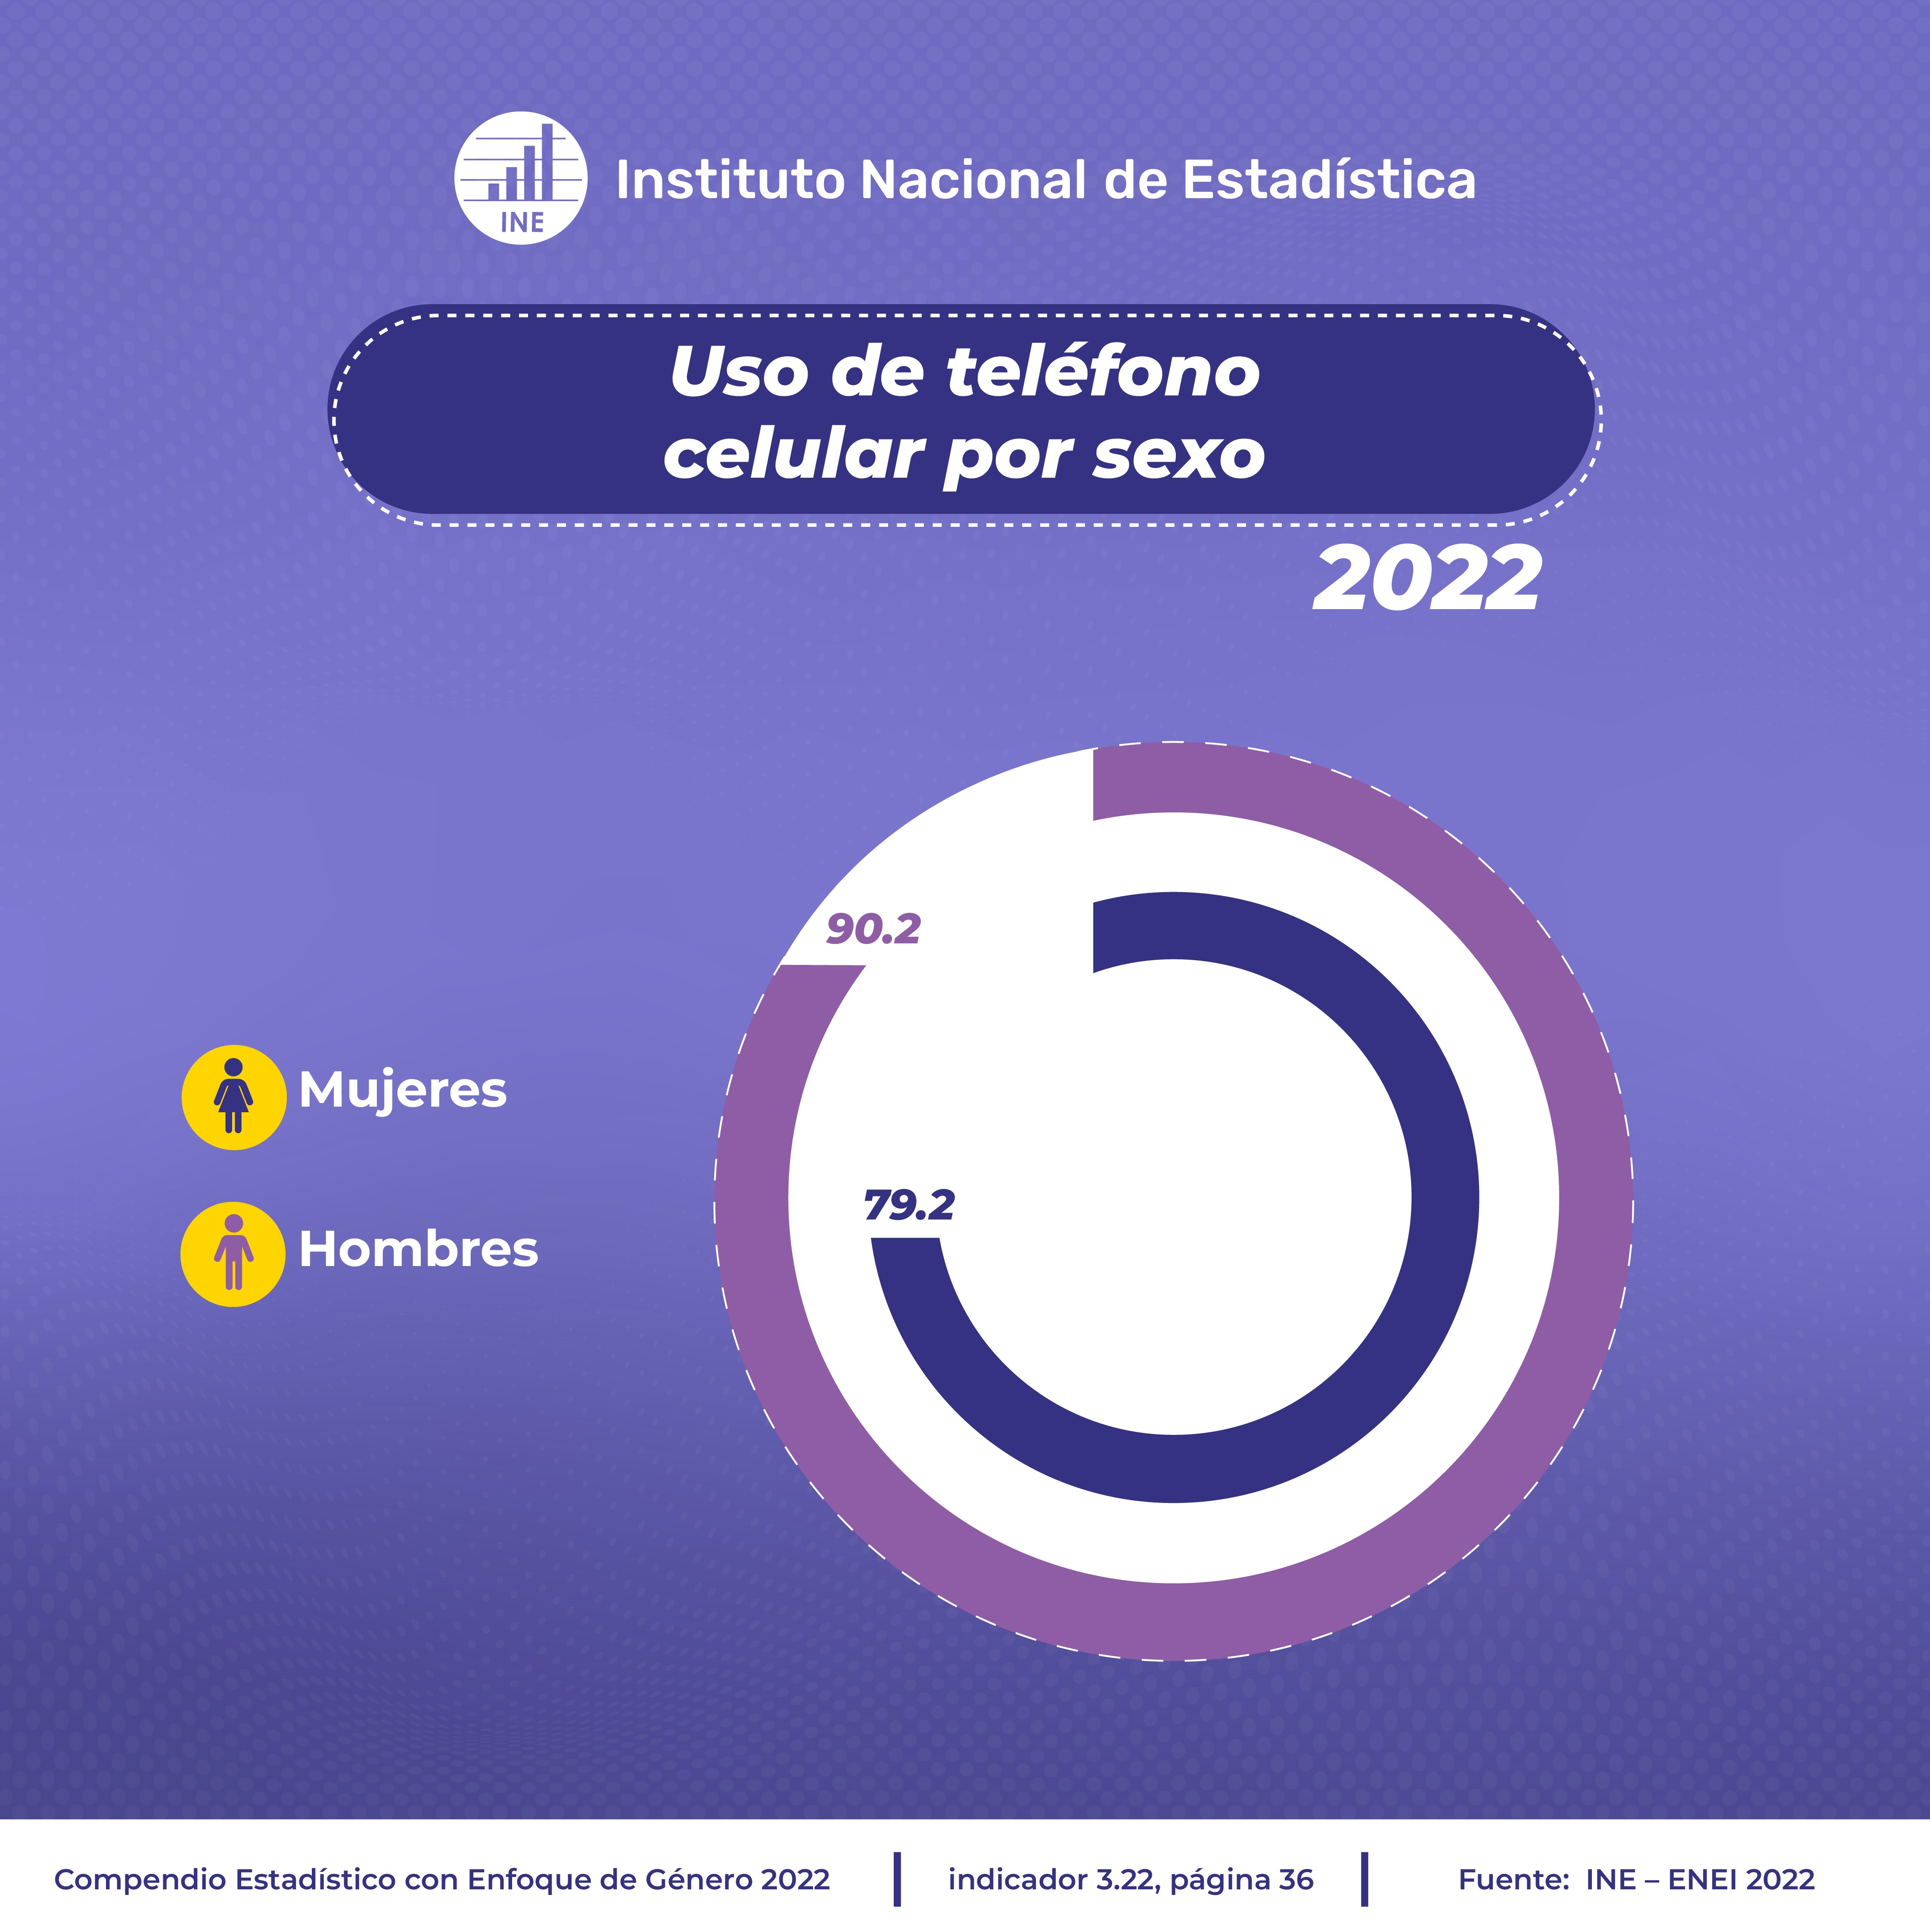 INE
Instituto Nacional de Estadística
Uso de teléfono
celular por sexo
2022
90.2
Mujeres
79.2
Hombres
Compendio Estadístico con Enfoque de Género 2022
indicador 3.22, página 36
Fuente: INE – ENEI 2022